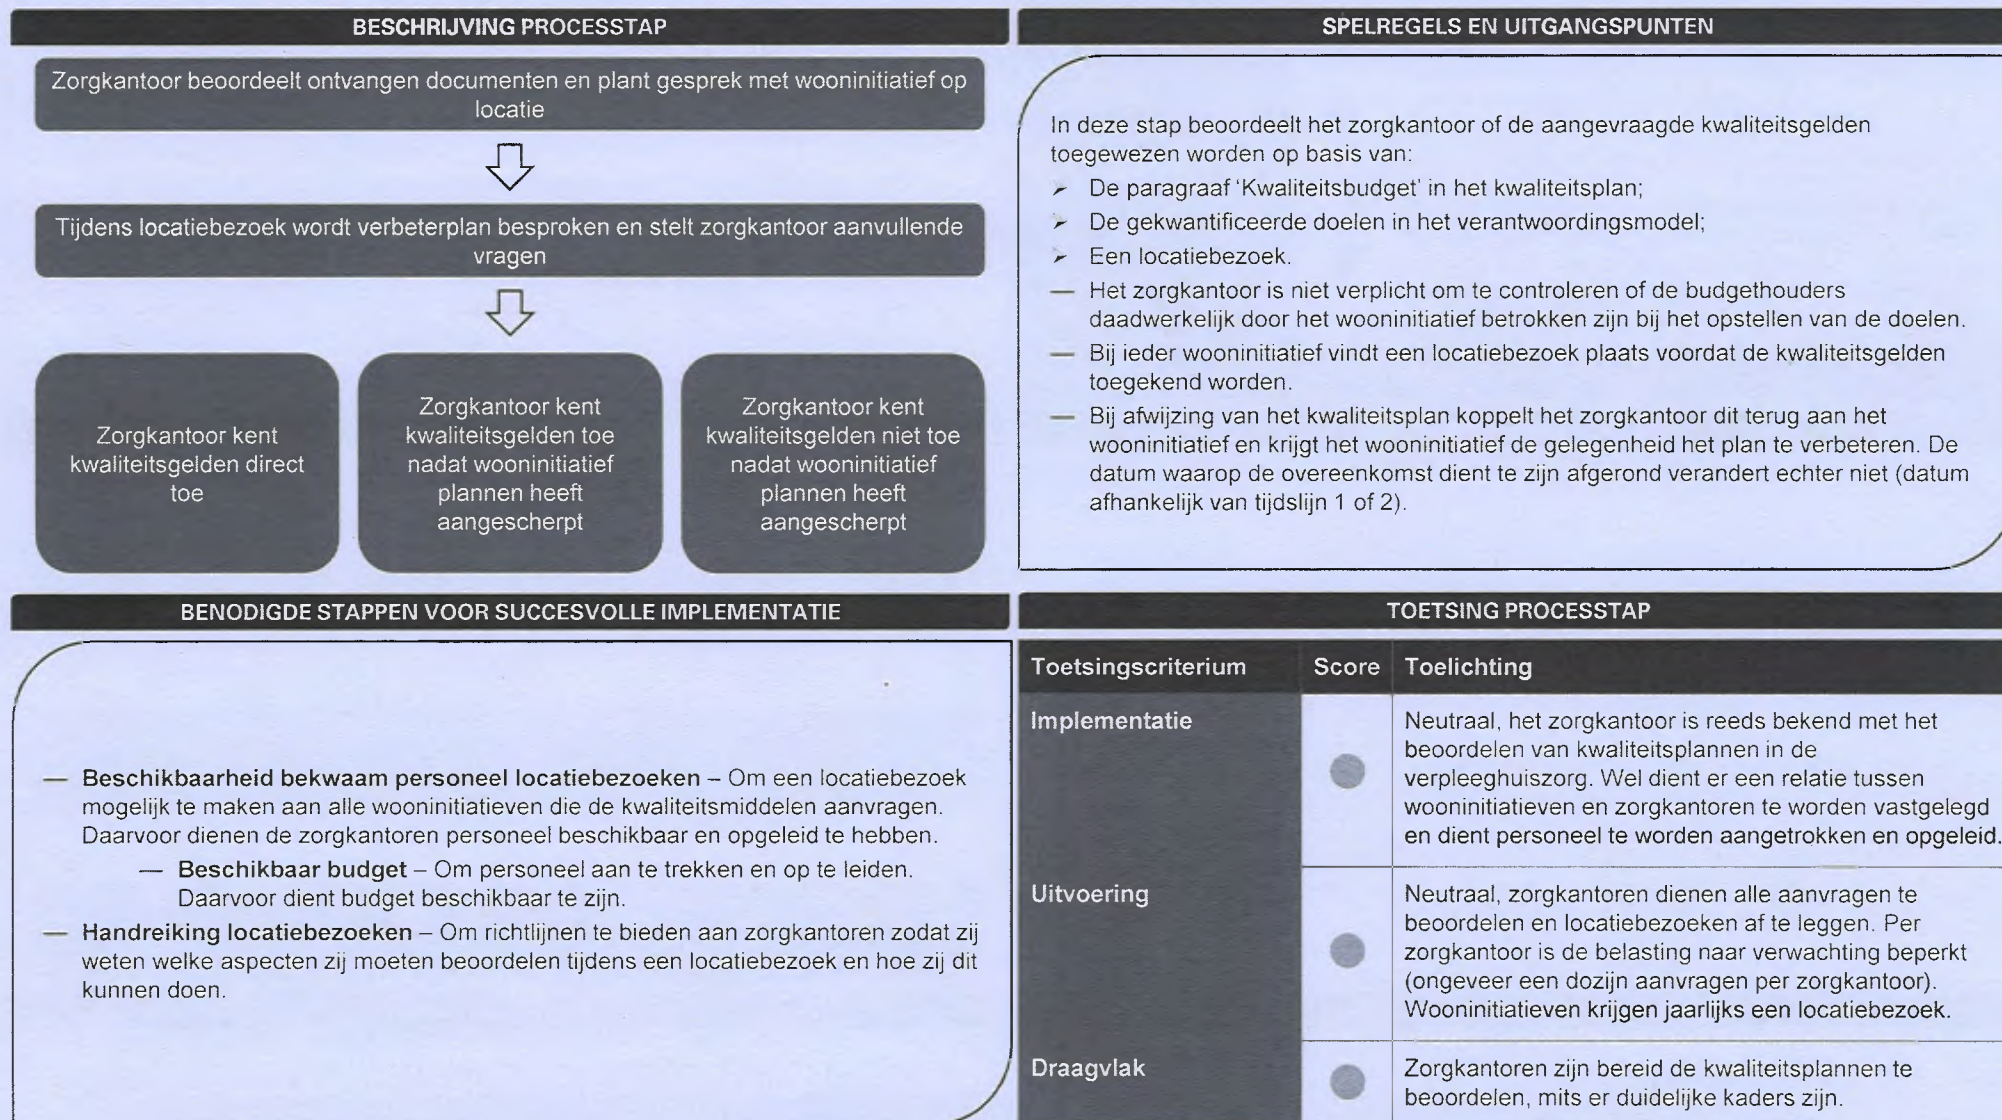 BESCHRIJVING PROCESSTAP
Zorgkantoor beoordeelt ontvangen documenten en plant gesprek met wooninitiatief op
locatie
Tijdens locatiebezoek wordt verbeterplan besproken en stelt zorgkantoor aanvullende
vragen
Zorgkantoor kent
kwaliteitsgelden direct
toe
Zorgkantoor kent
kwaliteitsgelden toe
nadat wooninitiatief
plannen heeft
aangescherpt
Zorgkantoor kent
kwaliteitsgelden niet toe
nadat wooninitiatief
plannen heeft
aangescherpt
SPELREGELS EN UITGANGSPUNTEN
In deze stap beoordeelt het zorgkantoor of de aangevraagde kwaliteitsgelden
toegewezen worden op basis van:
➢ De paragraaf ‘Kwaliteitsbudget’ in het kwaliteitsplan;
➢ De gekwantificeerde doelen in het verantwoordingsmodel;
➢ Een locatiebezoek.
— Het zorgkantoor is niet verplicht om te controleren of de budgethouders
daadwerkelijk door het wooninitiatief betrokken zijn bij het opstellen van de doelen.
— Bij ieder wooninitiatief vindt een locatiebezoek plaats voordat de kwaliteitsgelden
toegekend worden.
— Bij afwijzing van het kwaliteitsplan koppelt het zorgkantoor dit terug aan het
wooninitiatief en krijgt het wooninitiatief de gelegenheid het plan te verbeteren. De
datum waarop de overeenkomst dient te zijn afgerond verandert echter niet (datum
afhankelijk van tijdslijn 1 of 2).
BENODIGDE STAPPEN VOOR SUCCESVOLLE IMPLEMENTATIE
— Beschikbaarheid bekwaam personeel locatiebezoeken – Om een locatiebezoek
mogelijk te maken aan alle wooninitiatieven die de kwaliteitsmiddelen aanvragen.
Daarvoor dienen de zorgkantoren personeel beschikbaar en opgeleid te hebben.
— Beschikbaar budget – Om personeel aan te trekken en op te leiden.
Daarvoor dient budget beschikbaar te zijn.
— Handreiking locatiebezoeken – Om richtlijnen te bieden aan zorgkantoren zodat zij
weten welke aspecten zij moeten beoordelen tijdens een locatiebezoek en hoe zij dit
kunnen doen.
TOETSING PROCESSTAP
Toetsingscriterium Score Toelichting
Implementatie
Neutraal, het zorgkantoor is reeds bekend met het
beoordelen van kwaliteitsplannen in de
verpleeghuiszorg. Wel dient er een relatie tussen
wooninitiatieven en zorgkantoren te worden vastgelegd
en dient personeel te worden aangetrokken en opgeleid.
Uitvoering
Neutraal, zorgkantoren dienen alle aanvragen te
beoordelen en locatiebezoeken af te leggen. Per
zorgkantoor is de belasting naar verwachting beperkt
(ongeveer een dozijn aanvragen per zorgkantoor).
Wooninitiatieven krijgen jaarlijks een locatiebezoek.
Draagvlak
Zorgkantoren zijn bereid de kwaliteitsplannen te
beoordelen, mits er duidelijke kaders zijn.